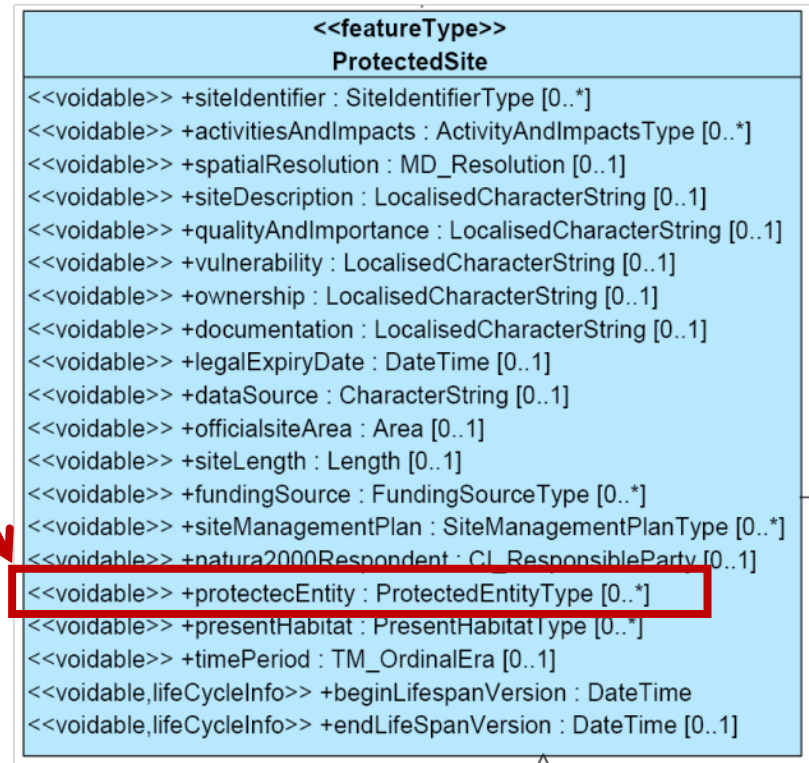 <<featureType>>
ProtectedSite
<<voidable>> +siteIdentifier : SiteIdentifierType [0..*]
<<voidable>> +activitiesAndImpacts : ActivityAndImpactsType [0..*]
<<voidable>> +spatialResolution : MD_Resolution [0..1]
<<voidable>> +siteDescription : LocalisedCharacterString [0..1]
<<voidable>> +qualityAndImportance : LocalisedCharacterString [0..1]
<<voidable>> +vulnerability : LocalisedCharacterString [0..1]
<<voidable>> +ownership : LocalisedCharacterString [0..1]
<<voidable>> +documentation : LocalisedCharacterString [0..1]
<<voidable>> +legalExpiryDate : DateTime [0..1]
<<voidable>> +dataSource : CharacterString [0..1]
<<voidable>> +officialsiteArea : Area [0..1]
<<voidable>> +siteLength : Length [0..1]
<<voidable>> +fundingSource : FundingSourceType [0..*]
<<voidable>> +siteManagementPlan : SiteManagementPlanType [0..*]
<<voidable>> +natura2000Respondent : CI_ResponsibleParty [0..1]
<<voidable>> +protectecEntity : ProtectedEntityType [0..*]
<<voidable>> +presentHabitat : PresentHabitatType [0..*]
<<voidable>> +timePeriod : TM_OrdinalEra [0..1]
<<voidable,lifeCycleInfo>> +beginLifespanVersion : DateTime
<<voidable,lifeCycleInfo>> +endLifeSpanVersion : DateTime [0..1]